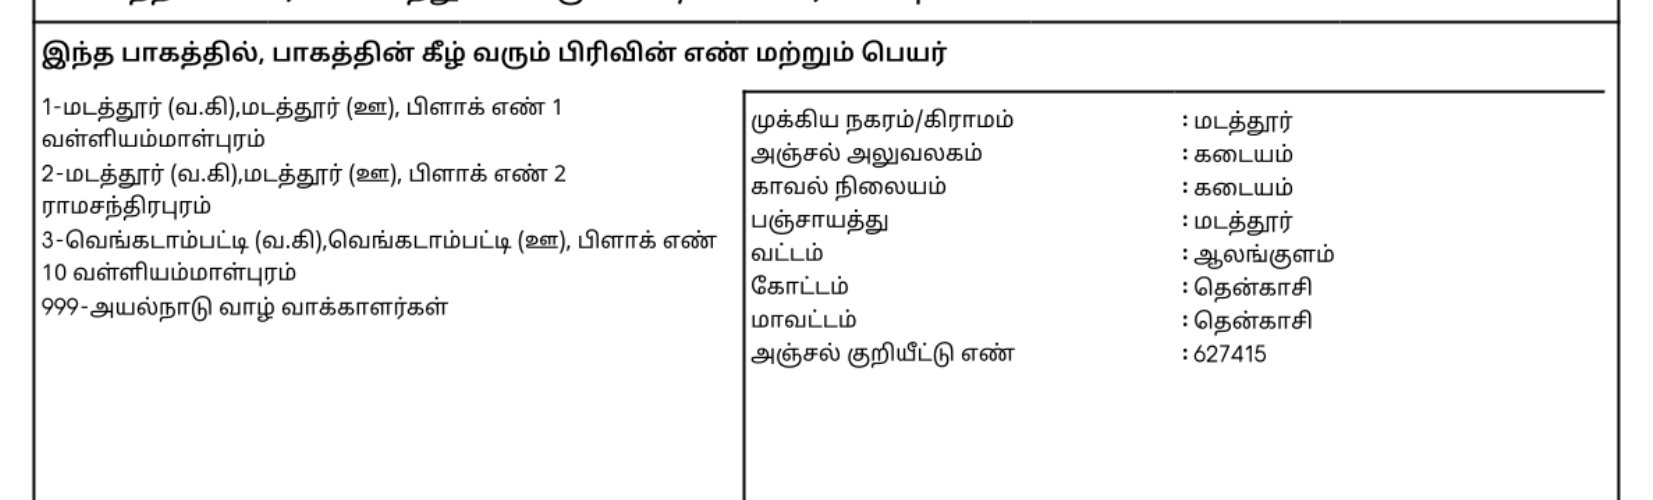 இந்த பாகத்தில், பாகத்தின் கீழ் வரும் பிரிவின் எண் மற்றும் பெயர்
1-மடத்தூர் (வ.கி),மடத்தூர் (ஊ), பிளாக் எண் 1
வள்ளியம்மாள்புரம்
2-மடத்தூர் (வ.கி),மடத்தூர் (ஊ), பிளாக் எண் 2
ராமசந்திரபுரம்
3-வெங்கடாம்பட்டி (வ.கி),வெங்கடாம்பட்டி (ஊ), பிளாக் எண்
10 வள்ளியம்மாள்புரம்
999-அயல்நாடு வாழ் வாக்காளர்கள்
முக்கிய நகரம்/கிராமம் : மடத்தூர்
அஞ்சல் அலுவலகம் : கடையம்
காவல் நிலையம் : கடையம்
பஞ்சாயத்து : மடத்தூர்
வட்டம் : ஆலங்குளம்
கோட்டம் : தென்காசி
மாவட்டம் : தென்காசி
அஞ்சல் குறியீட்டு எண் : 627415